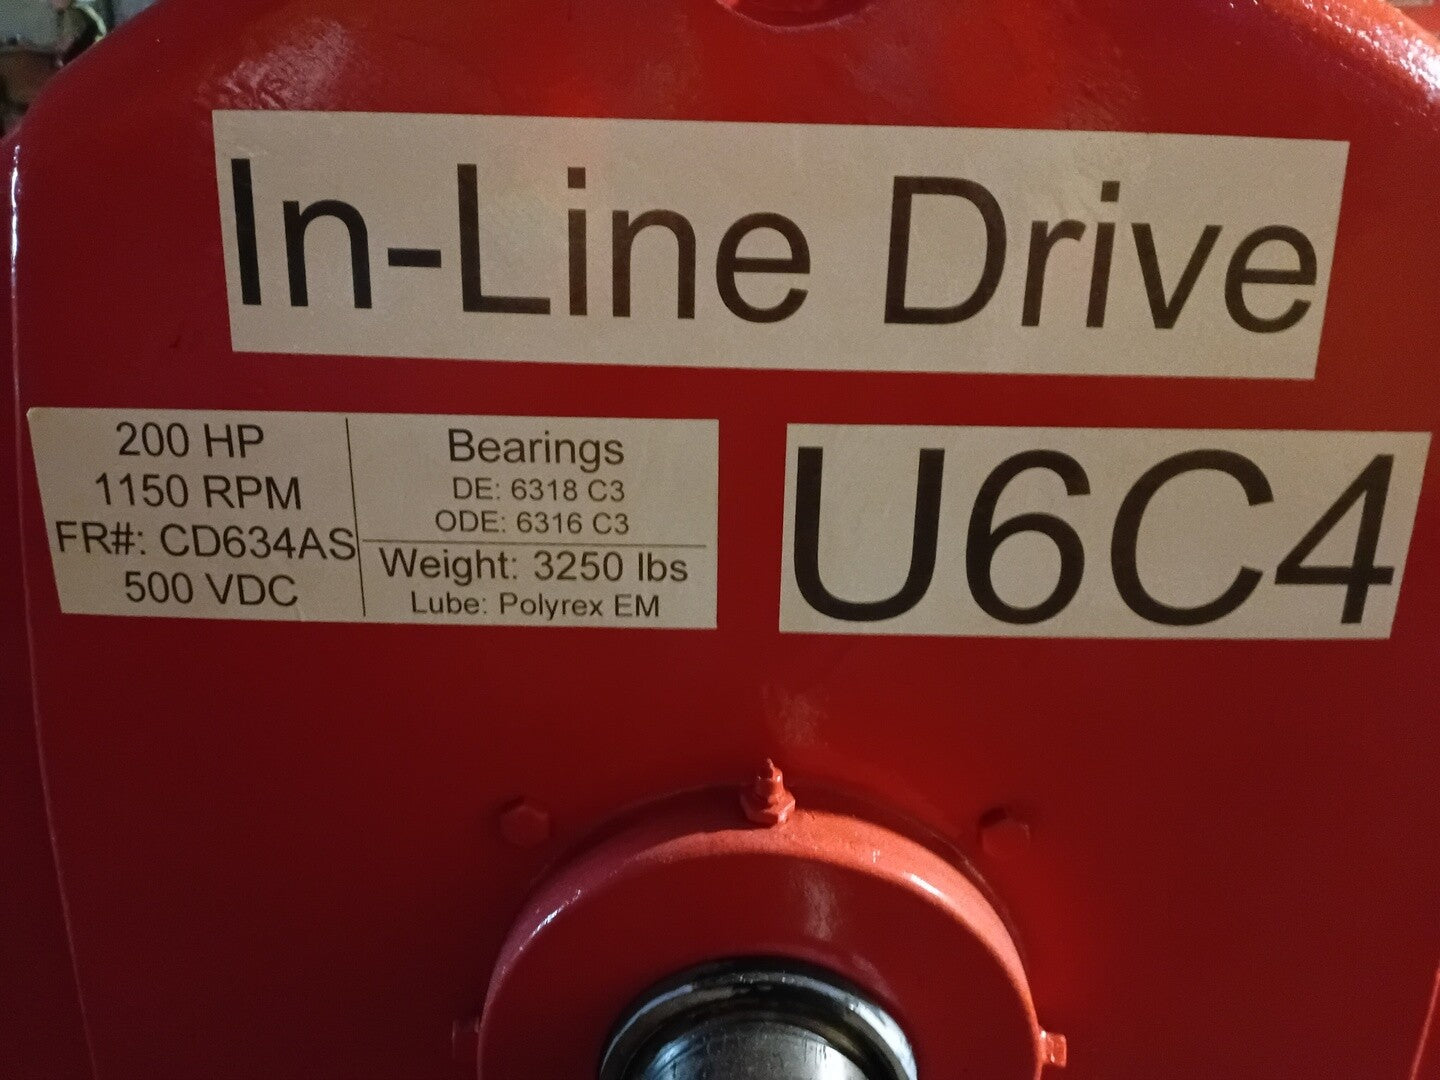 In-Line Drive
200 HP
1150 RPM
FR#: CD634AS
500 VDC
Bearings
DE: 6318 C3
ODE: 6316 C3
Weight: 3250 lbs
Lube: Polyrex EM
U6C4